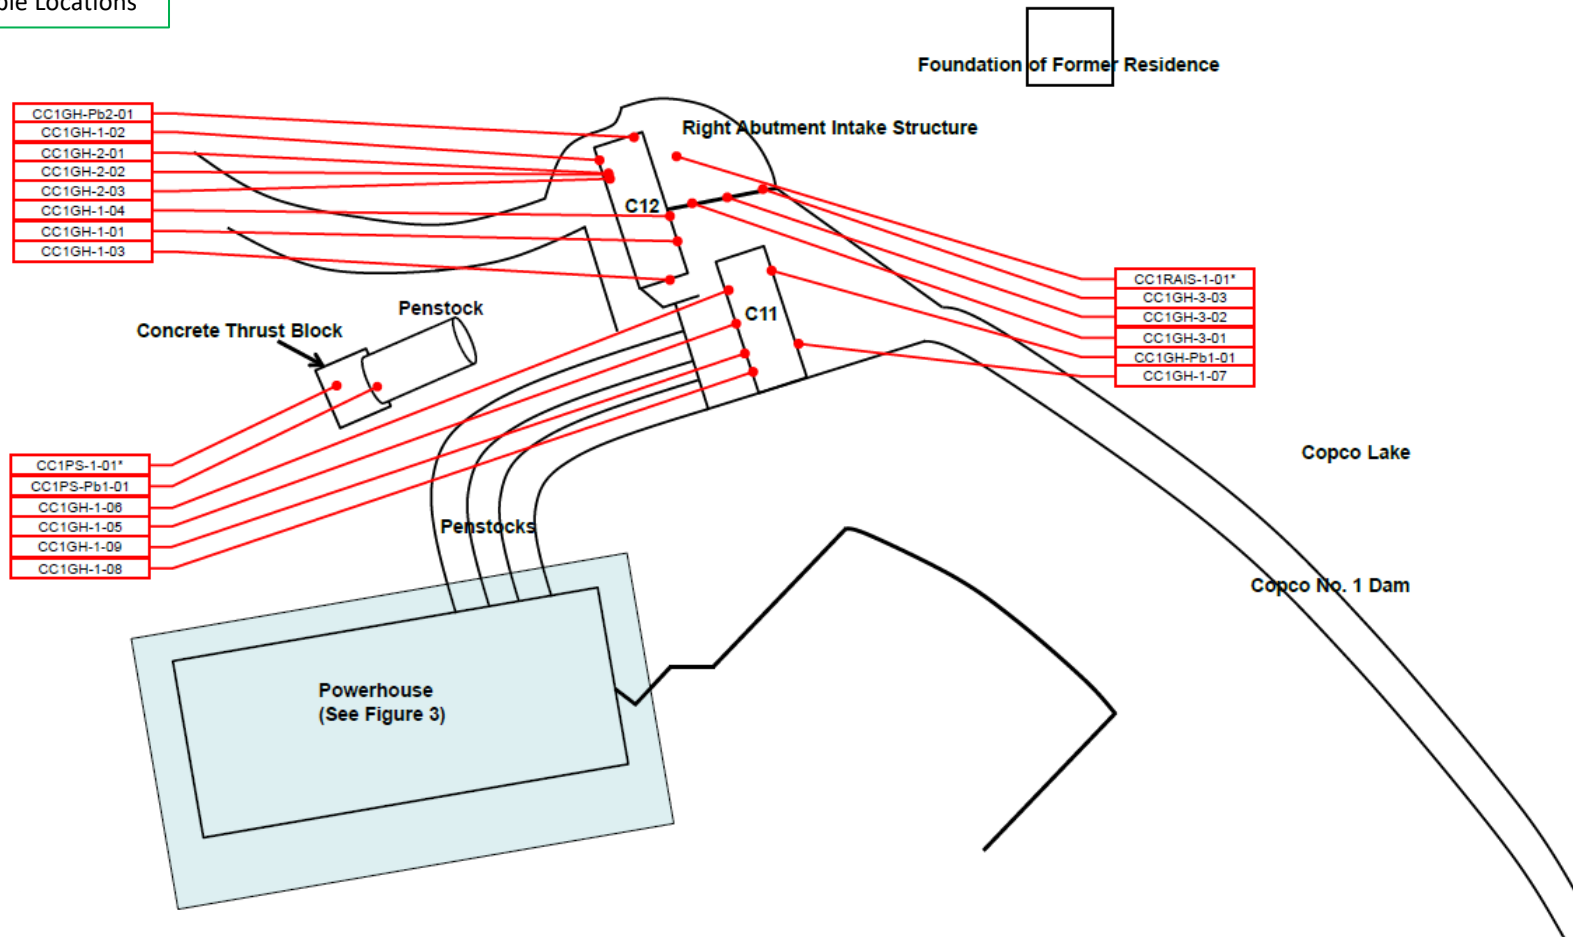 Locations
Foundation of Former Residence
CC1GH-Pb2-01
CC1GH-1-02
CC1GH-2-01
CC1GH-2-02
CC1GH-2-03
CC1GH-1-04
CC1GH-1-01
CC1GH-1-03
Right Abutment Intake Structure
C12
C11
CC1RAIS-1-01*
CC1GH-3-03
CC1GH-3-02
CC1GH-3-01
CC1GH-Pb1-01
CC1GH-1-07
Penstock
Concrete Thrust Block
CC1PS-1-01*
CC1PS-Pb1-01
CC1GH-1-06
CC1GH-1-05
CC1GH-1-09
CC1GH-1-08
Copco Lake
Penstocks
Copco No. 1 Dam
Powerhouse
(See Figure 3)